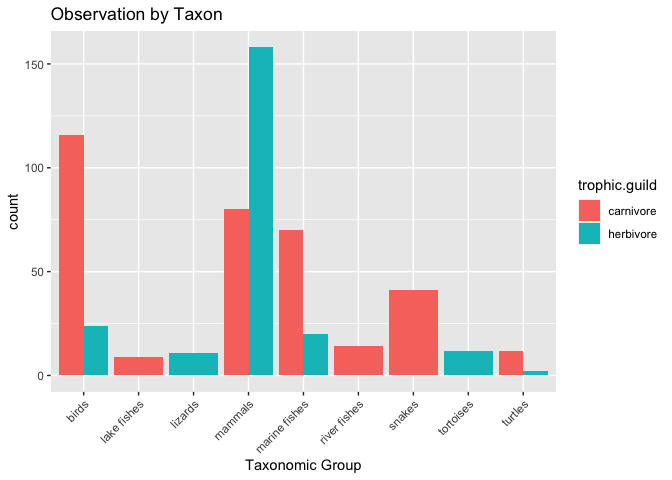 Observation by Taxon
150
100
50
0
count
birds
lake fishes
lizards
mammals
marine fishes
river fishes
snakes
tortoises
turtles
Taxonomic Group
trophic.guild
carnivore
herbivore